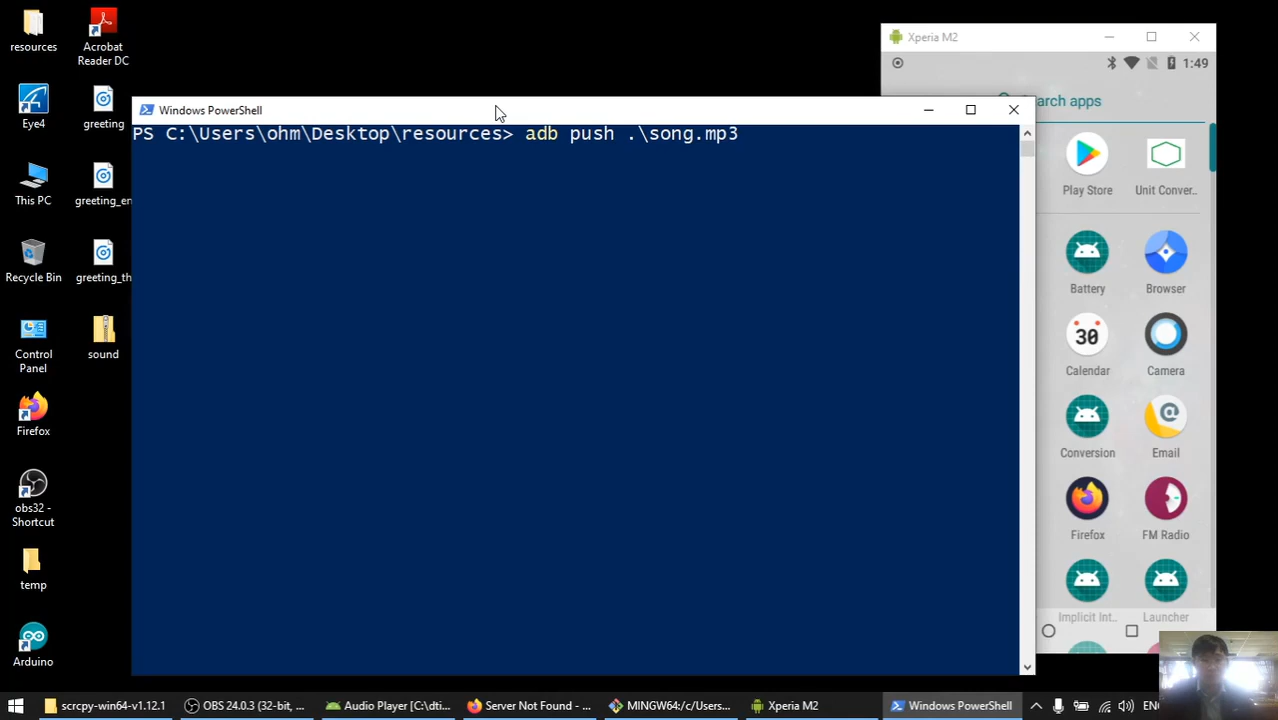 resources
Acrobat
Reader DC
Eye4
greeting
This PC
greeting_en
Recycle Bin
greeting_th
Control
Panel
sound
Firefox
obs32 -
Shortcut
temp
Arduino
Xperia M2
1:49
arch apps
Play Store
Unit Conver..
Battery
Browser
30
Calendar
Camera
Conversion
Email
Firefox
FM Radio
Implicit Int..
Launcher
Windows PowerShell
PS C:\Users\ohm\Desktop\resources> adb push .\song.mp3
scrcpy-win64-v1.12.1
OBS 24.0.3 (32-bit, ...
Audio Player [C:\dti...
Server Not Found - ...
MINGW64:/c/Users...
Xperia M2
Windows PowerShell